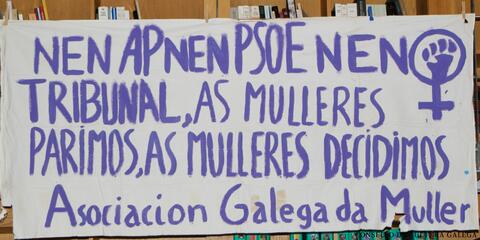 NEN AP NEN PSOE NEN
TRIBUNAL, AS MULLERES
PARIMOS, AS MULLERES DECIDIMOS
Asociacion Galega da Muller